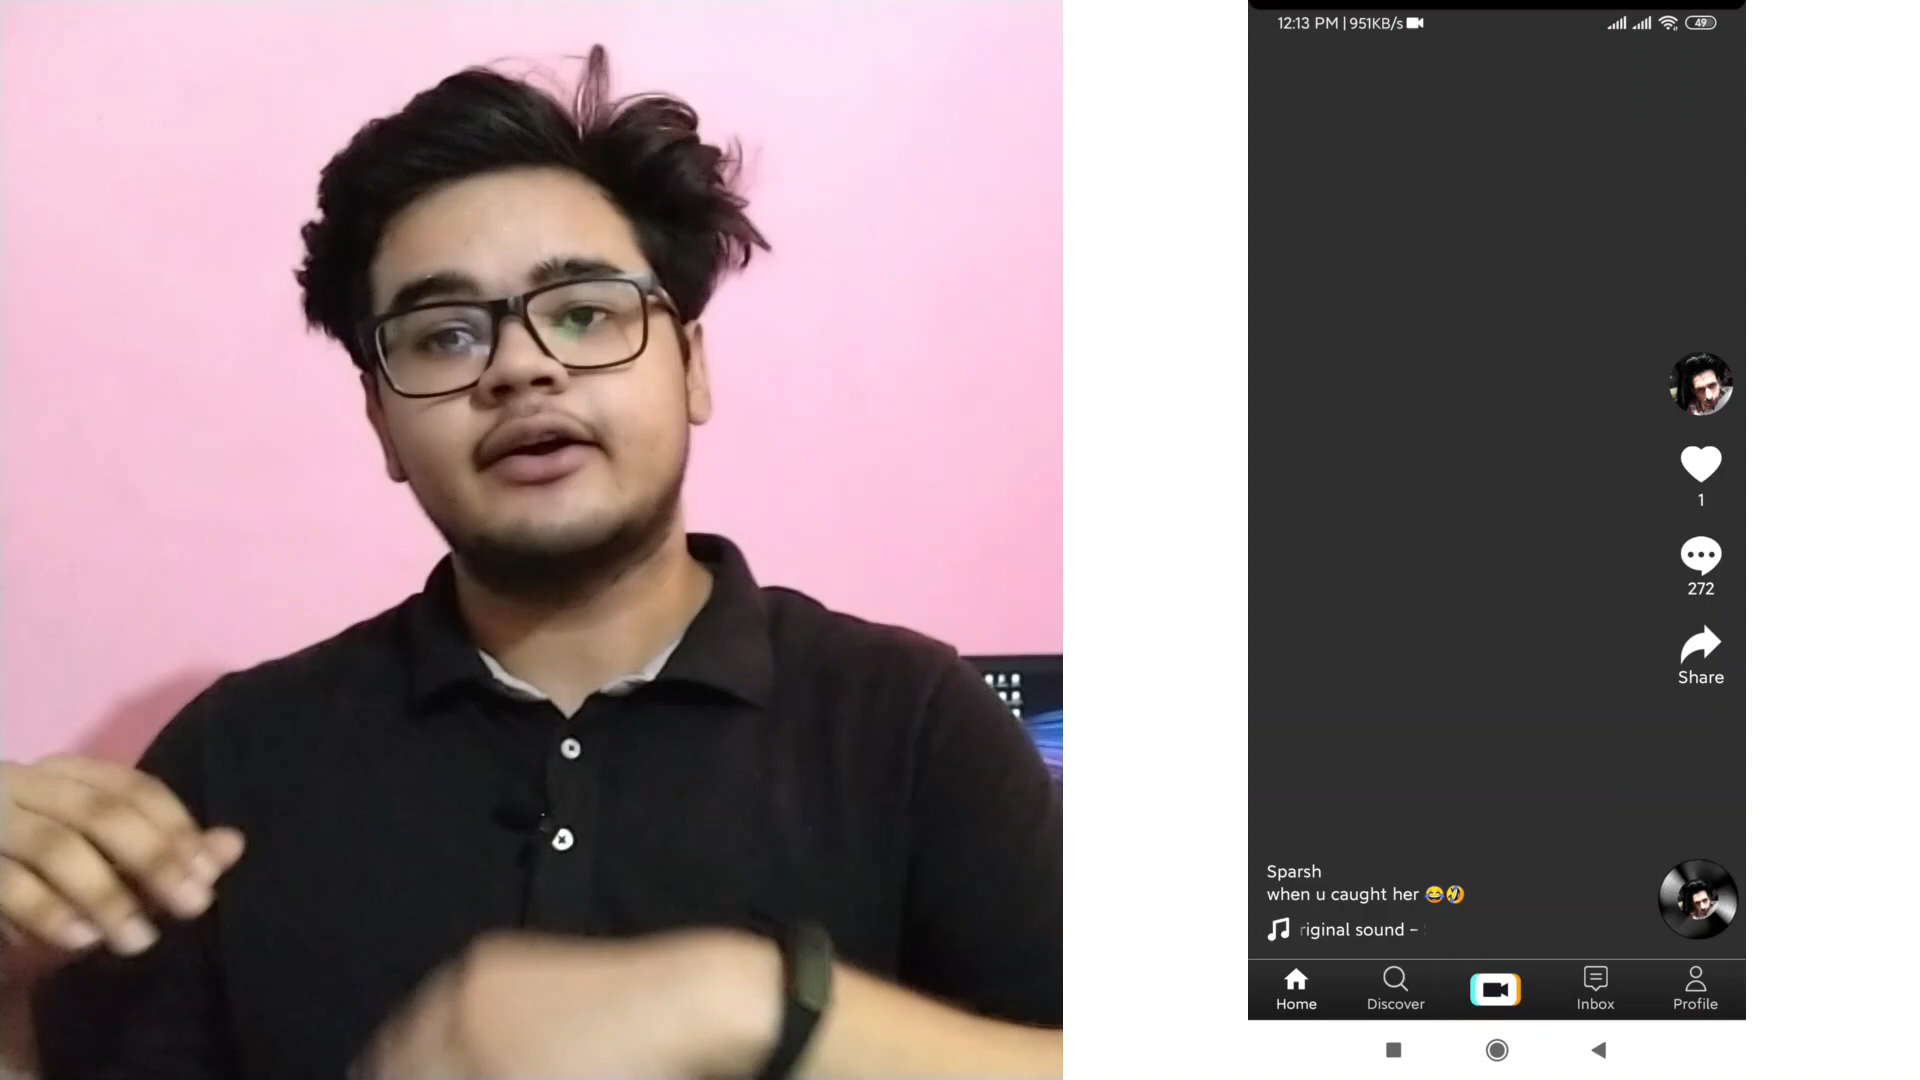 12:13 PM | 951KB/s
49
1
272
Share
Sparsh
when u caught her 😂🤣
riginal sound -
Home
Discover
Inbox
Profile